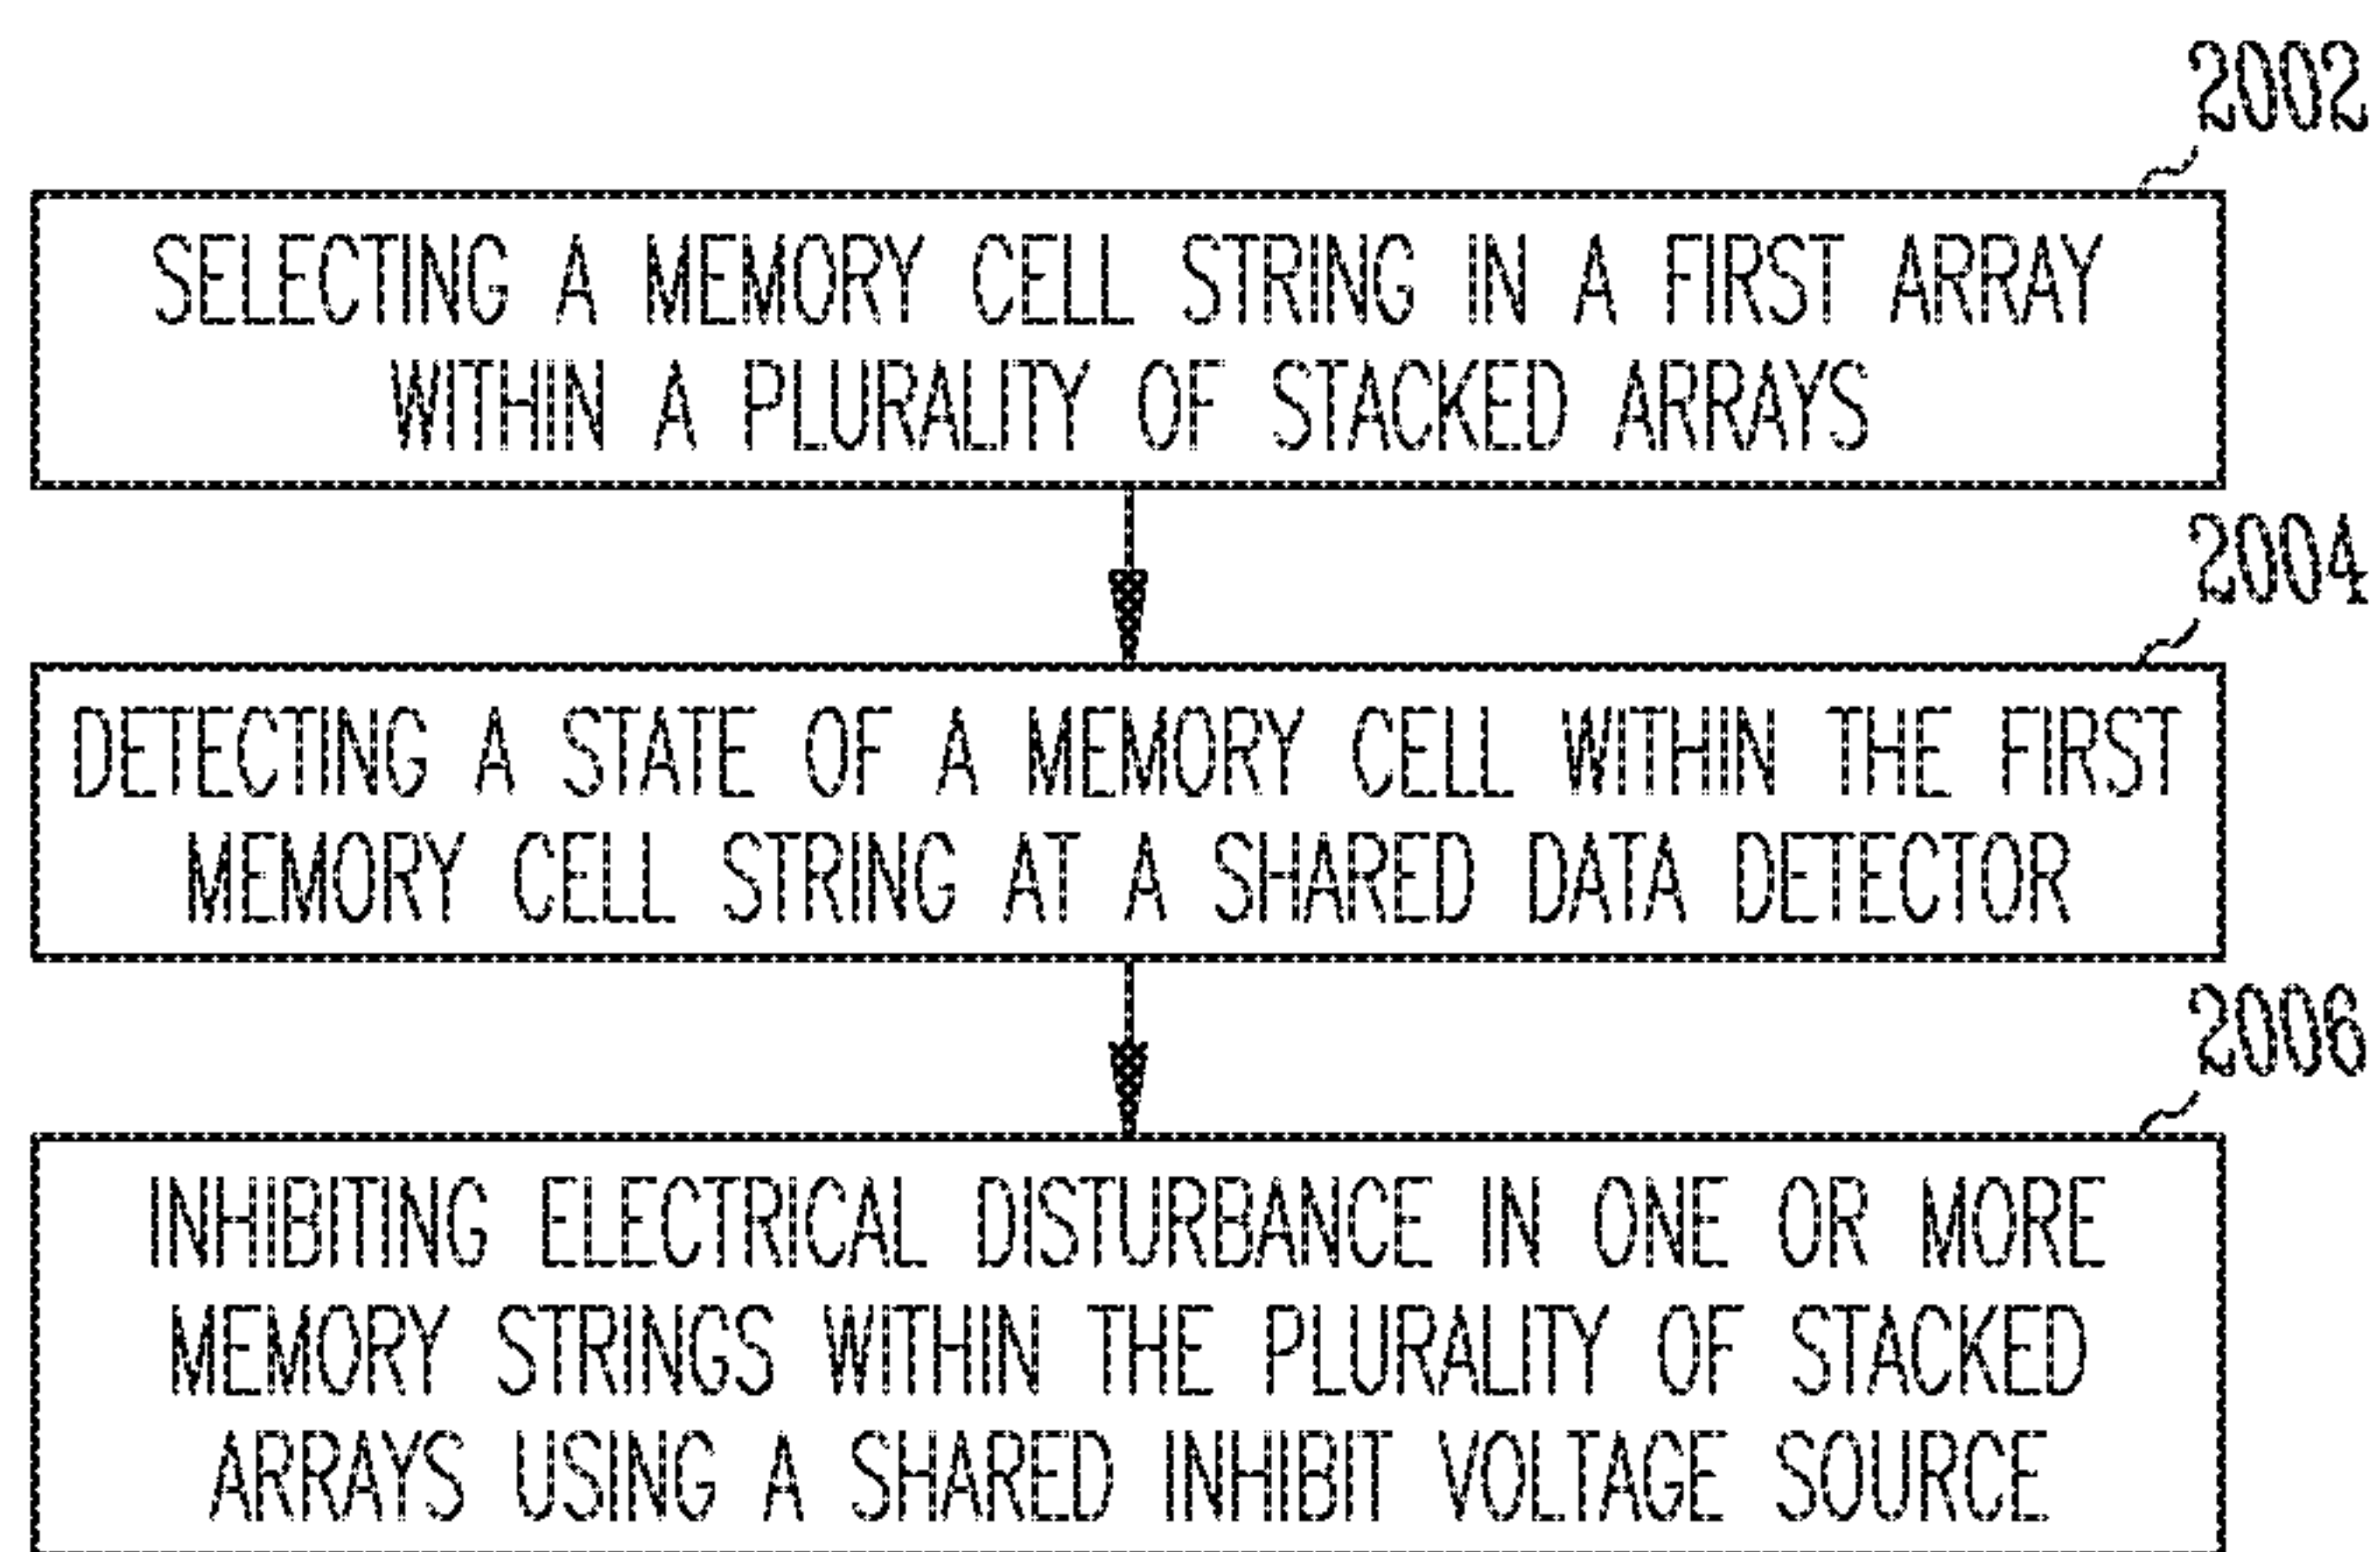 2002
SELECTING A MEMORY CELL STRING IN A FIRST ARRAY
WITHIN A PLURALITY OF STACKED ARRAYS
2004
DETECTING A STATE OF A MEMORY CELL WITHIN THE FIRST
MEMORY CELL STRING AT A SHARED DATA DETECTOR
2006
INHIBITING ELECTRICAL DISTURBANCE IN ONE OR MORE
MEMORY STRINGS WITHIN THE PLURALITY OF STACKED
ARRAYS USING A SHARED INHIBIT VOLTAGE SOURCE